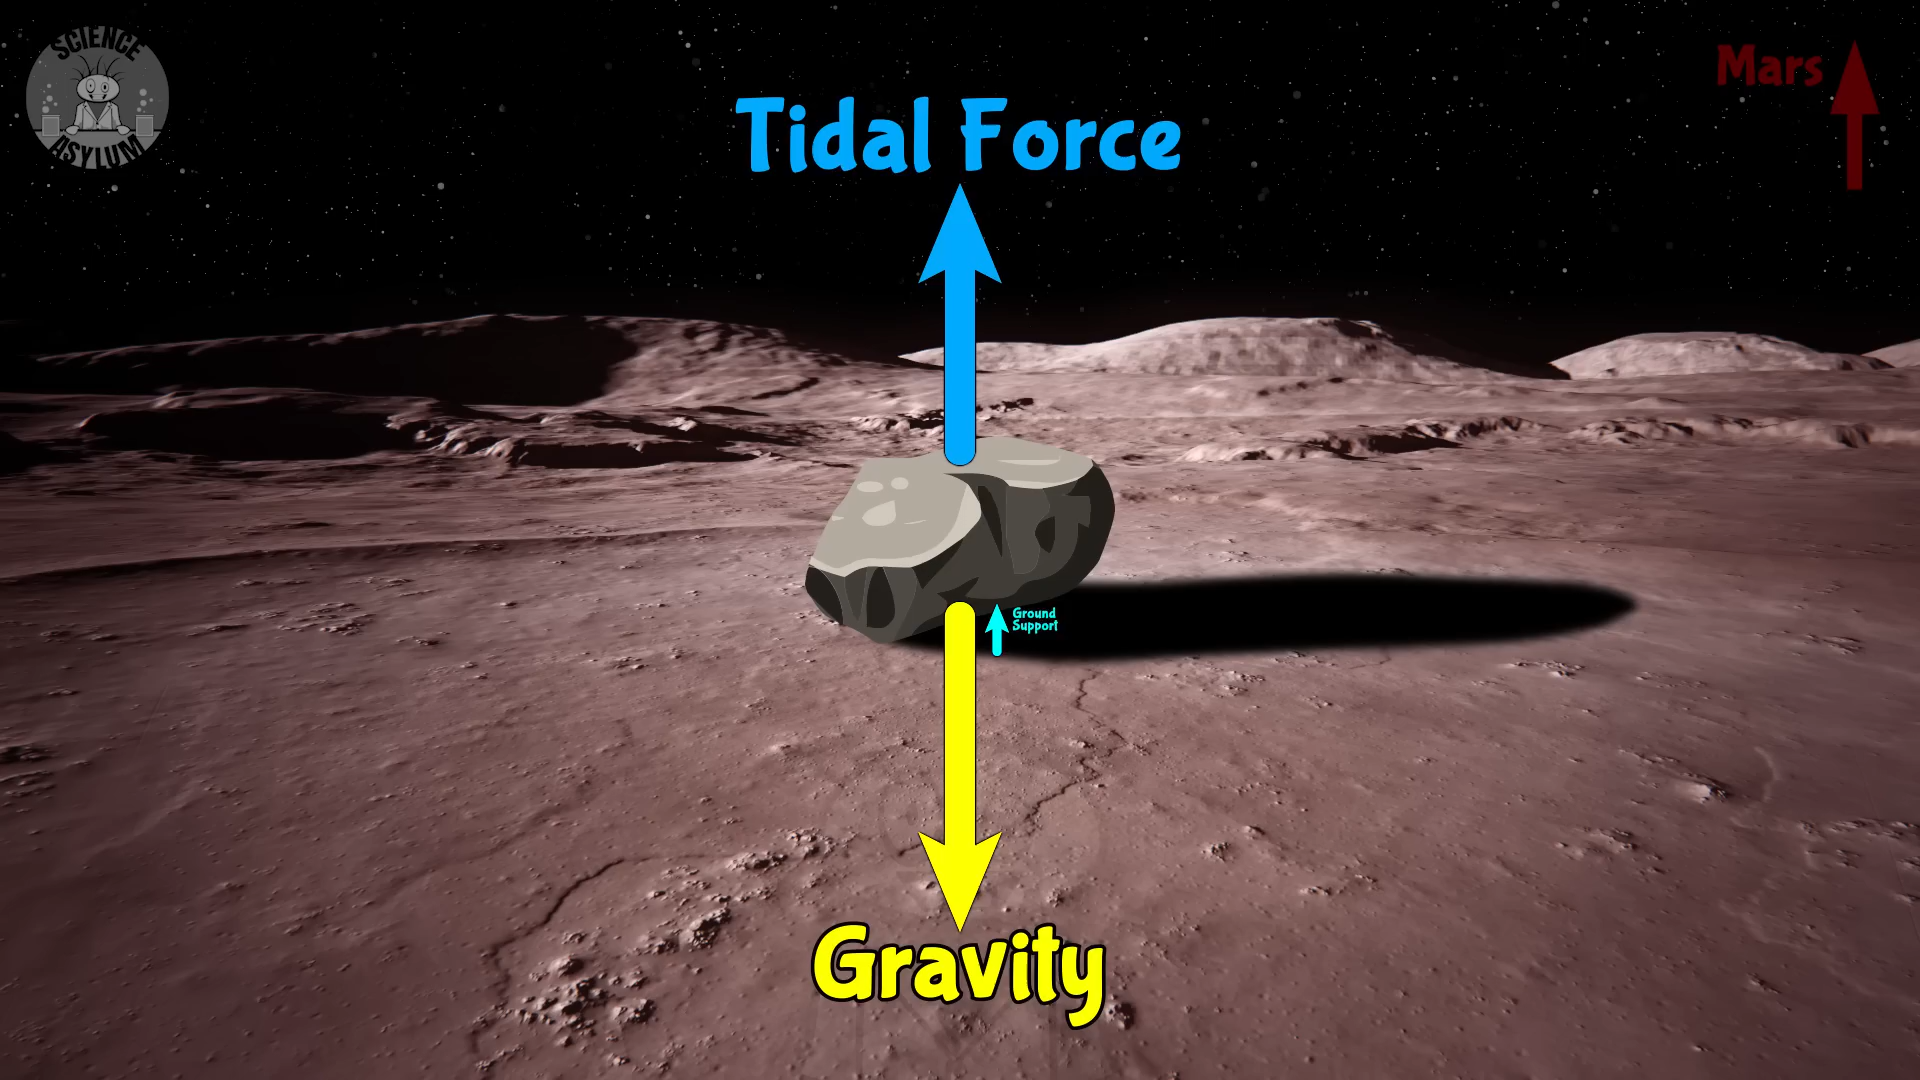 SCIENCE
ASYLUM
Mars
Tidal Force
Ground
Support
Gravity